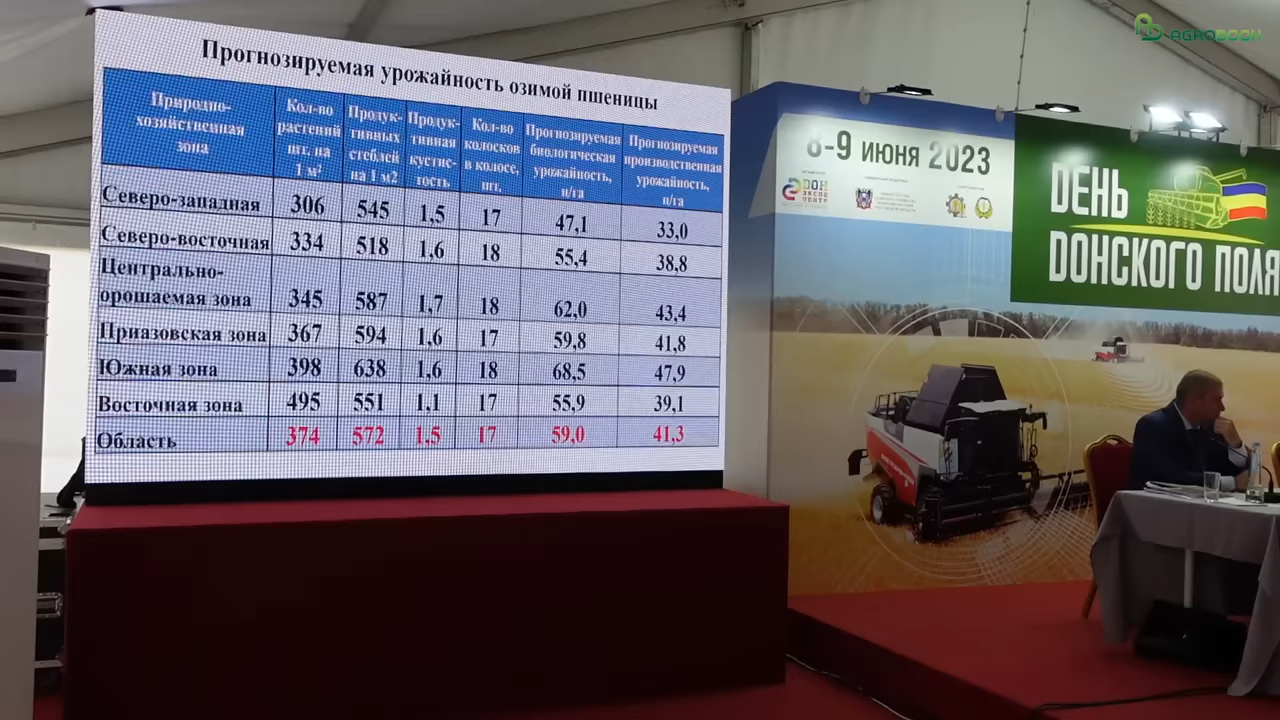 AGROBOOM
Прогнозируемая урожайность озимой пшеницы
Природно-
хозяйственная
зона
Кол-во
растений
шт. на
1 м²
Продук-
тивных
стеблей
на 1 м2
Продук-
тивная
кустис-
тость
Кол-во
колосков
в колосе,
шт.
Прогнозируемая
биологическая
урожайность,
ц/га
Прогнозируемая
производственная
урожайность,
ц/га
Северо-западная 306 545 1,5 17 47,1 33,0
Северо-восточная 334 518 1,6 18 55,4 38,8
Центрально-
орошаемая зона 345 587 1,7 18 62,0 43,4
Приазовская зона 367 594 1,6 17 59,8 41,8
Южная зона 398 638 1,6 18 68,5 47,9
Восточная зона 495 551 1,1 17 55,9 39,1
Область 374 572 1,5 17 59,0 41,3
8-9 июня 2023
ДОН
ЭКСПО
ЦЕНТР
ДЕНЬ
ДОНСКОГО ПОЛЯ